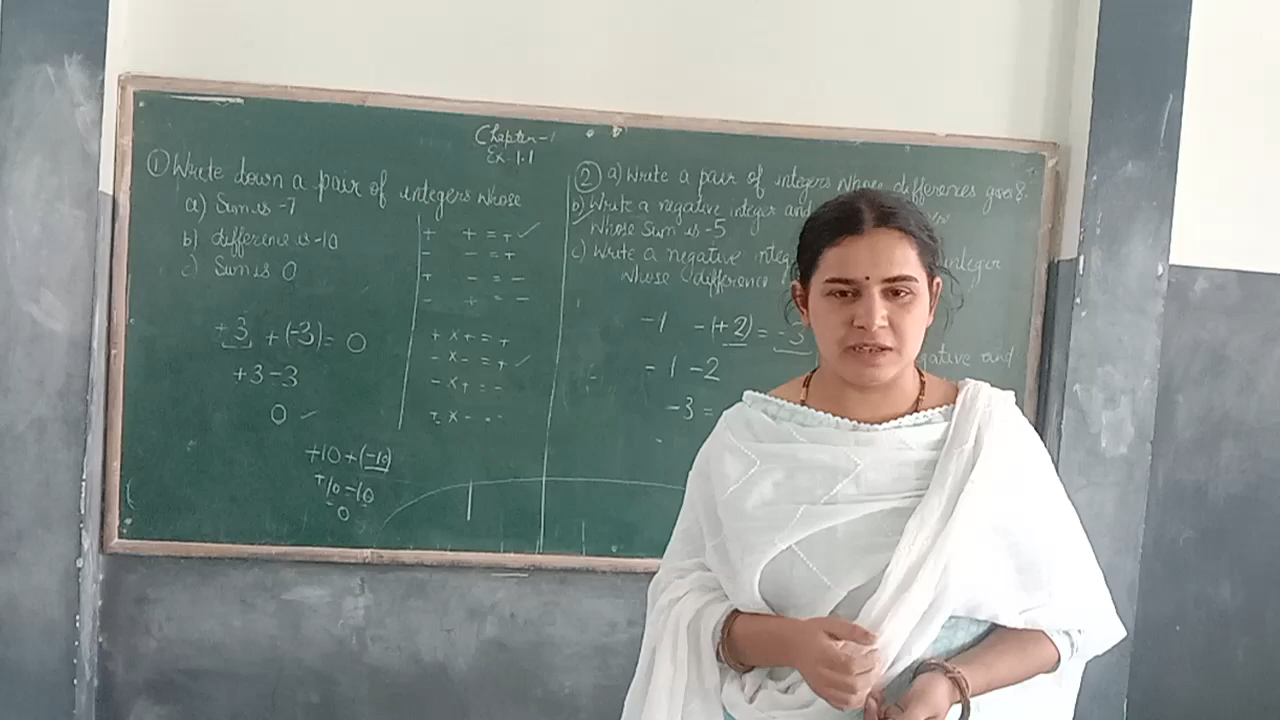 Chapter-1
Ex 1.1
① Write down a pair of integers whose
a) Sum is -7
b) difference is -10
c) Sum is 0
+3 + (-3) = 0
+3-3
0
+10 + (-10)
+10 -10
0
+ + = +
- - = +
+ - = -
- + = -
+ x + = +
- x - = +
- x + = -
+ x - = -
② a) Write a pair of integers whose differences gives 8.
b) Write a negative integer and
Whose Sum is -5
c) Write a negative integer
Whose difference
-1 -(+2) = -3
-1 -2
-3 =
and